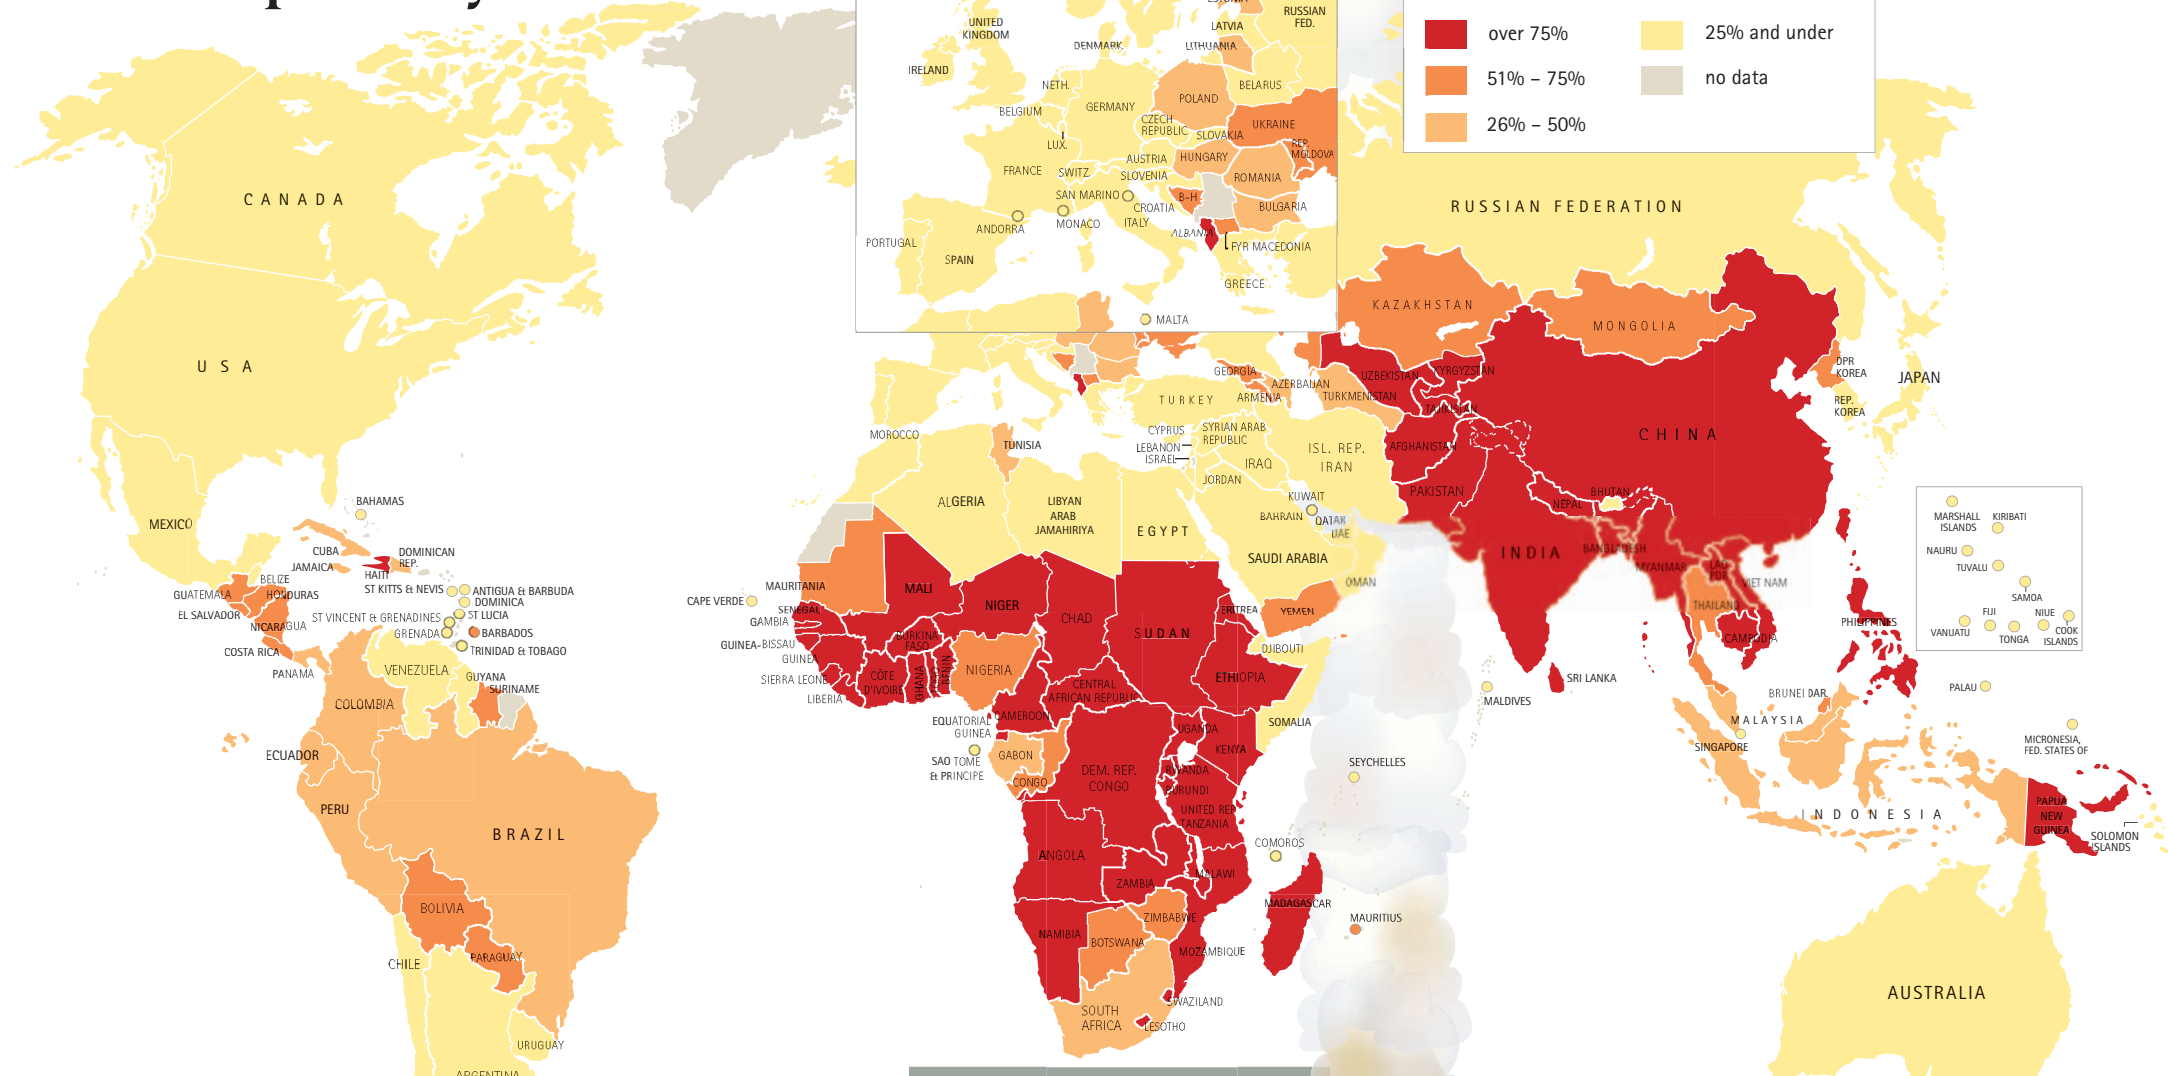 over 75%
25% and under
51% – 75%
no data
26% – 50%
ESTONIA
RUSSIAN
FED.
UNITED
KINGDOM
LATVIA
DENMARK
LITHUANIA
IRELAND
NETH.
BELARUS
POLAND
GERMANY
BELGIUM
CZECH
REPUBLIC
UKRAINE
SLOVAKIA
LUX.
REP.
MOLDOVA
AUSTRIA
HUNGARY
FRANCE
SWITZ.
SLOVENIA
ROMANIA
SAN MARINO
B-H
CROATIA
BULGARIA
ANDORRA
MONACO
ITALY
ALBANIA
PORTUGAL
FYR MACEDONIA
SPAIN
GREECE
MALTA
CANADA
USA
MEXICO
BAHAMAS
CUBA
DOMINICAN
REP.
JAMAICA
HAITI
BELIZE
ST KITTS & NEVIS
ANTIGUA & BARBUDA
GUATEMALA
HONDURAS
DOMINICA
EL SALVADOR
ST VINCENT & GRENADINES
ST LUCIA
NICARAGUA
GRENADA
BARBADOS
COSTA RICA
TRINIDAD & TOBAGO
PANAMA
VENEZUELA
GUYANA
SURINAME
COLOMBIA
ECUADOR
PERU
BRAZIL
BOLIVIA
PARAGUAY
CHILE
URUGUAY
ARGENTINA
RUSSIAN FEDERATION
KAZAKHSTAN
MONGOLIA
DPR
KOREA
JAPAN
REP.
KOREA
CHINA
GEORGIA
AZERBAIJAN
ARMENIA
UZBEKISTAN
KYRGYZSTAN
TURKMENISTAN
TAJIKISTAN
TURKEY
CYPRUS
SYRIAN ARAB
REPUBLIC
LEBANON
ISRAEL
IRAQ
ISL. REP.
IRAN
AFGHANISTAN
JORDAN
KUWAIT
PAKISTAN
BHUTAN
NEPAL
BAHRAIN
QATAR
UAE
SAUDI ARABIA
OMAN
YEMEN
INDIA
BANGLADESH
MYANMAR
LAO
PDR
VIET NAM
THAILAND
CAMBODIA
PHILIPPINES
SRI LANKA
MALDIVES
BRUNEI DAR.
MALAYSIA
SINGAPORE
INDONESIA
PALAU
MICRONESIA,
FED. STATES OF
PAPUA
NEW
GUINEA
SOLOMON
ISLANDS
AUSTRALIA
MARSHALL
ISLANDS
KIRIBATI
NAURU
TUVALU
SAMOA
FIJI
NIUE
VANUATU
TONGA
COOK
ISLANDS
MOROCCO
TUNISIA
ALGERIA
LIBYAN
ARAB
JAMAHIRIYA
EGYPT
MAURITANIA
MALI
NIGER
CHAD
SUDAN
ERITREA
CAPE VERDE
SENEGAL
GAMBIA
GUINEA-BISSAU
GUINEA
SIERRA LEONE
LIBERIA
BURKINA
FASO
CÔTE
D'IVOIRE
GHANA
TOGO
BENIN
NIGERIA
DJIBOUTI
ETHIOPIA
CENTRAL
AFRICAN REPUBLIC
CAMEROON
EQUATORIAL
GUINEA
SOMALIA
UGANDA
KENYA
SAO TOME
& PRINCIPE
GABON
CONGO
DEM. REP.
CONGO
RWANDA
BURUNDI
UNITED REP.
TANZANIA
SEYCHELLES
COMOROS
ANGOLA
ZAMBIA
MALAWI
MADAGASCAR
MAURITIUS
ZIMBABWE
NAMIBIA
BOTSWANA
MOZAMBIQUE
SWAZILAND
SOUTH
AFRICA
LESOTHO